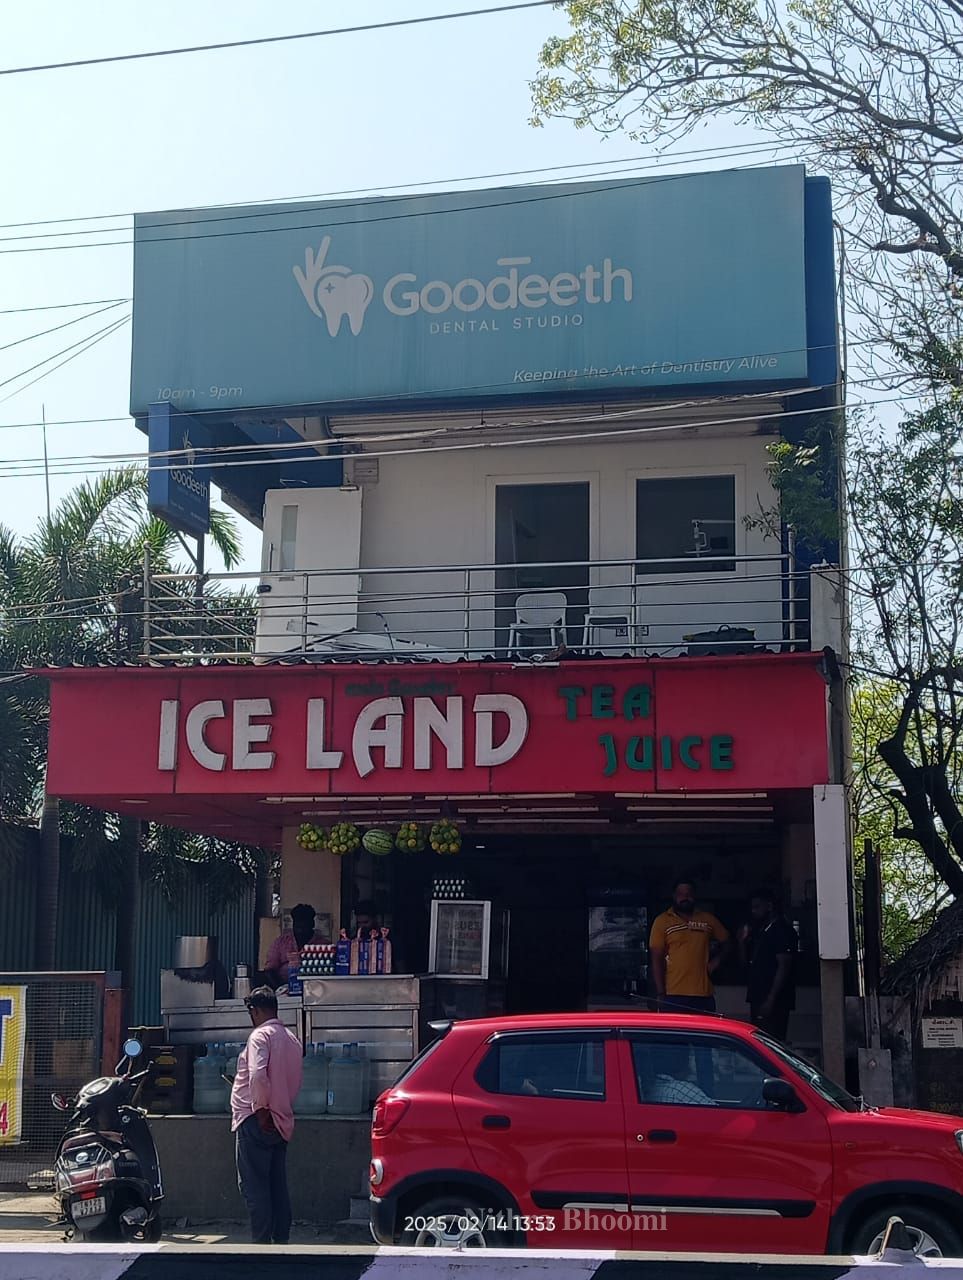 Goodeeth
DENTAL STUDIO
Keeping the Art of Dentistry Alive
10am - 9pm
Goodeeth
ICE LAND
TEA
JUICE
2025/02/14 13:53
Bhoomi